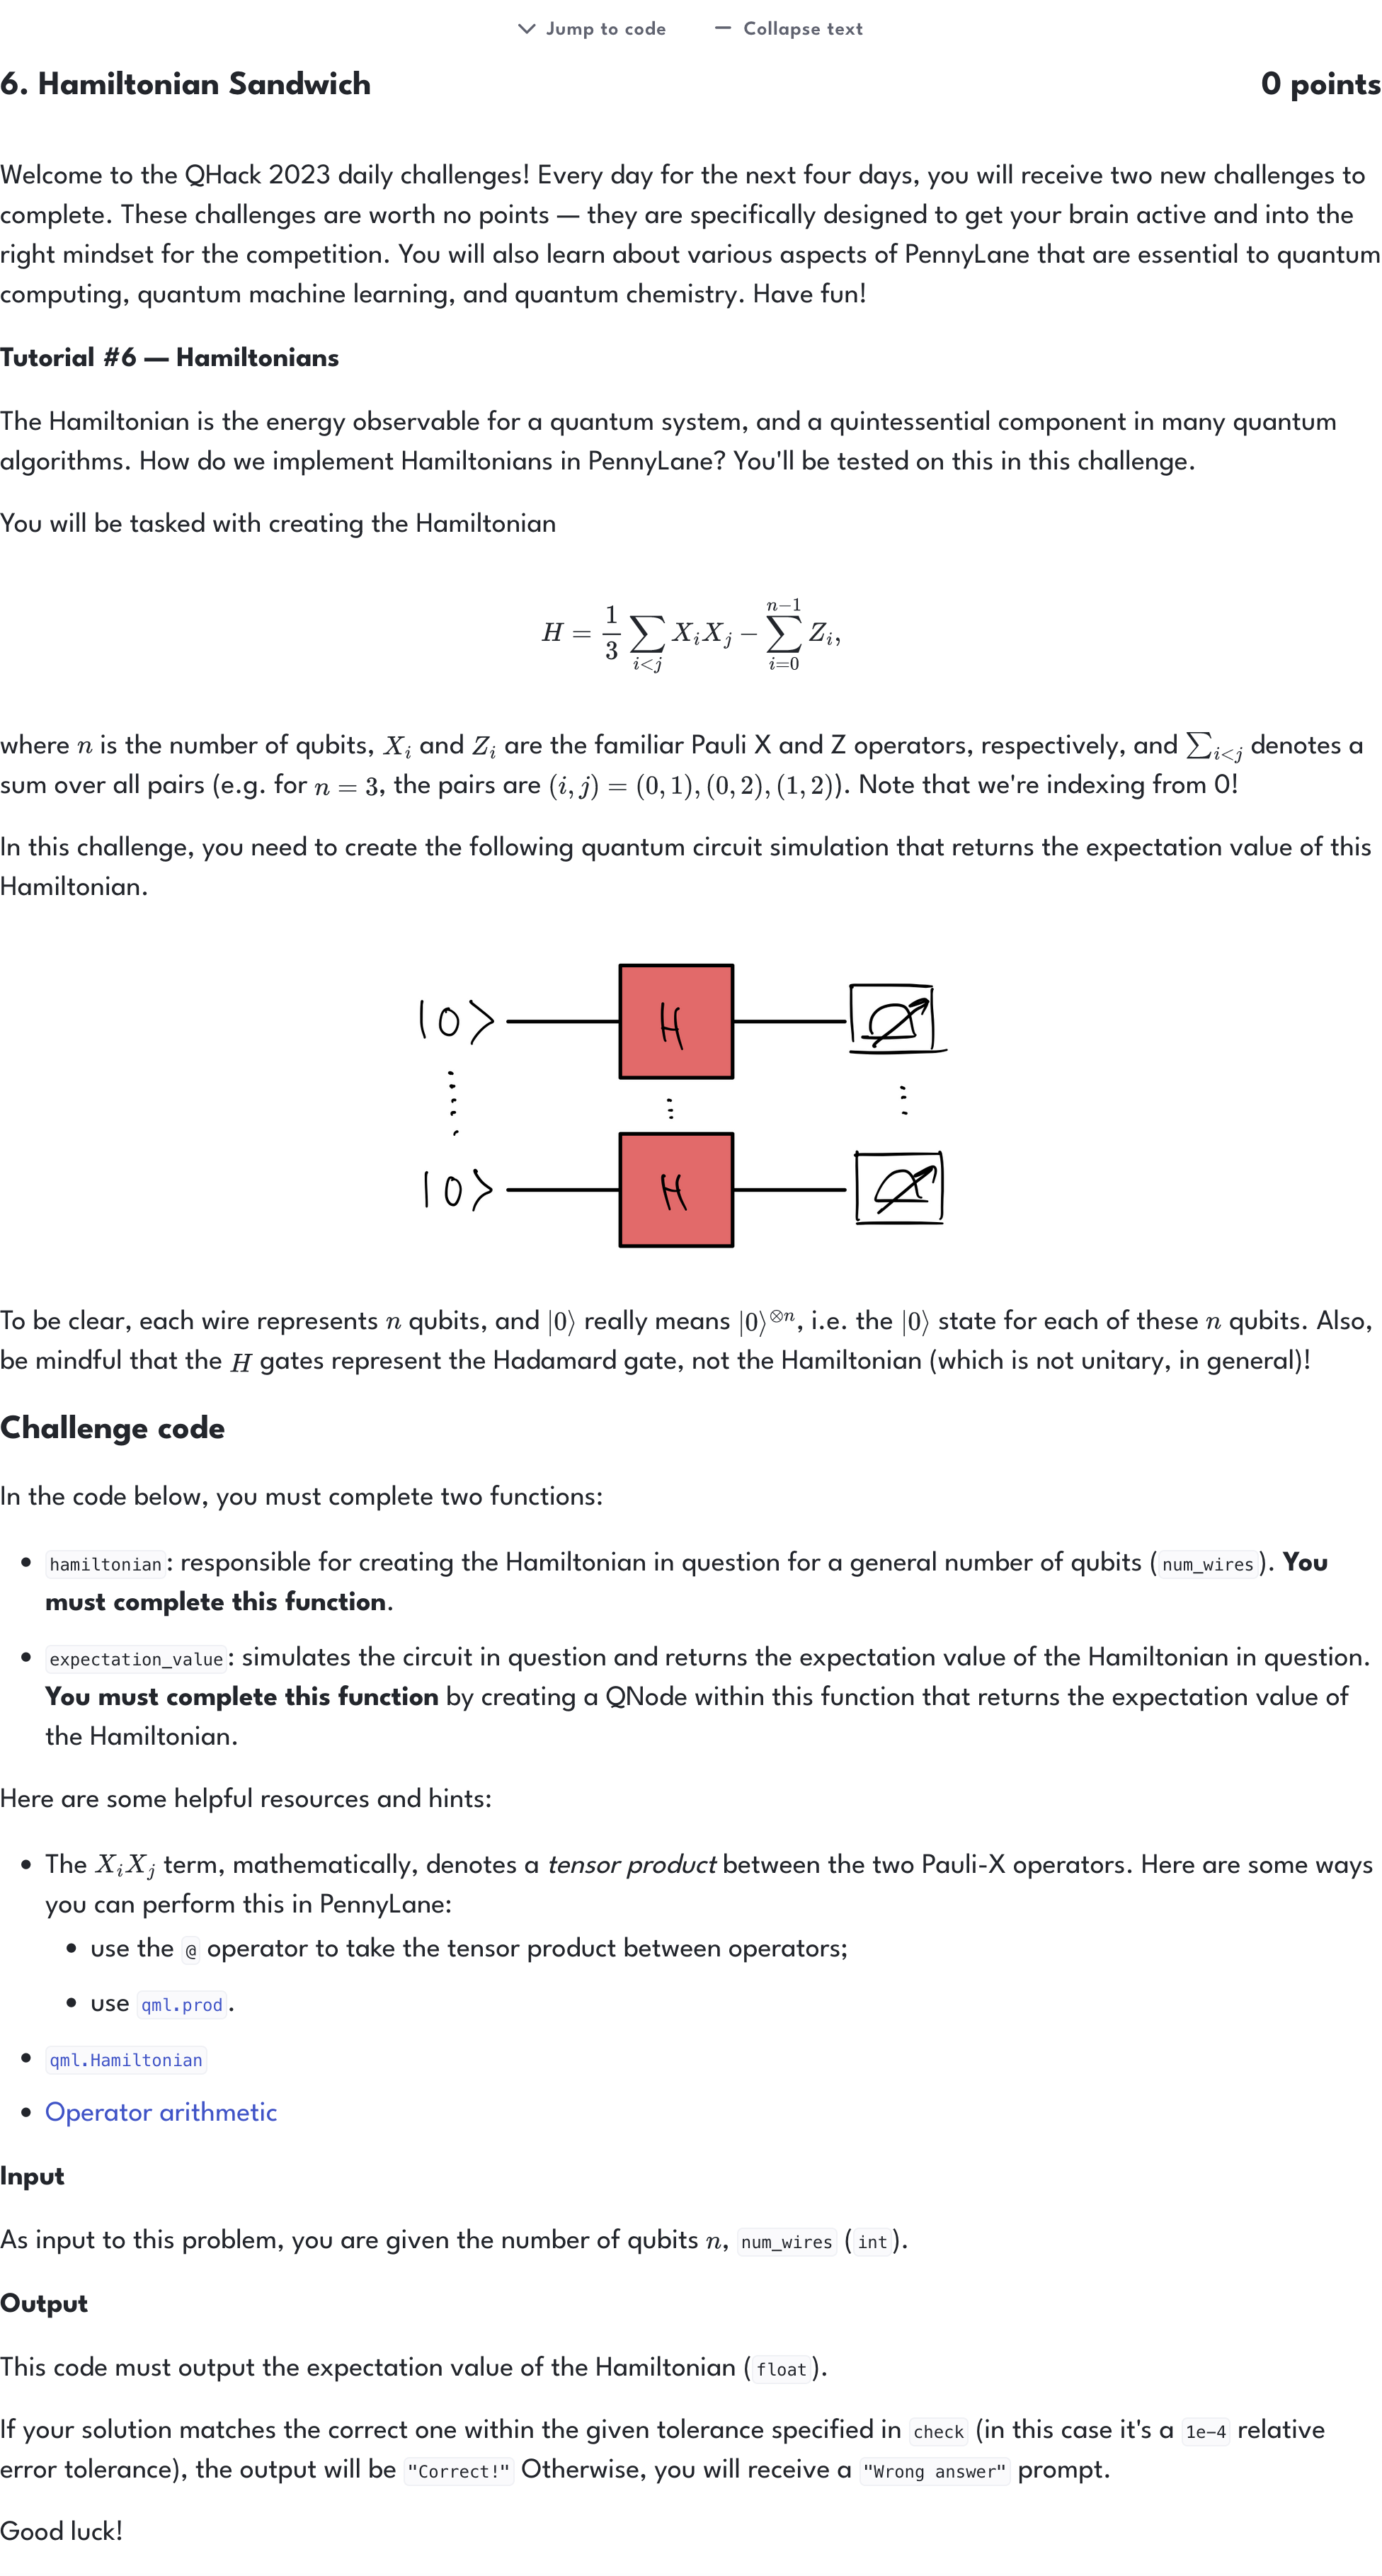 Jump to code
Collapse text
6. Hamiltonian Sandwich
0 points
Welcome to the QHack 2023 daily challenges! Every day for the next four days, you will receive two new challenges to
complete. These challenges are worth no points — they are specifically designed to get your brain active and into the
right mindset for the competition. You will also learn about various aspects of PennyLane that are essential to quantum
computing, quantum machine learning, and quantum chemistry. Have fun!
Tutorial #6 — Hamiltonians
The Hamiltonian is the energy observable for a quantum system, and a quintessential component in many quantum
algorithms. How do we implement Hamiltonians in PennyLane? You'll be tested on this in this challenge.
You will be tasked with creating the Hamiltonian
$H = \frac{1}{3} \sum_{i<j} X_i X_j - \sum_{i=0}^{n-1} Z_i,$
where $n$ is the number of qubits, $X_i$ and $Z_i$ are the familiar Pauli X and Z operators, respectively, and $\sum_{i<j}$ denotes a
sum over all pairs (e.g. for $n = 3$, the pairs are $(i, j) = (0, 1), (0, 2), (1, 2)$). Note that we're indexing from 0!
In this challenge, you need to create the following quantum circuit simulation that returns the expectation value of this
Hamiltonian.
|0⟩ H
|0⟩ H
To be clear, each wire represents $n$ qubits, and $|0\rangle$ really means $|0\rangle^{\otimes n}$, i.e. the $|0\rangle$ state for each of these $n$ qubits. Also,
be mindful that the $H$ gates represent the Hadamard gate, not the Hamiltonian (which is not unitary, in general)!
Challenge code
In the code below, you must complete two functions:
• hamiltonian: responsible for creating the Hamiltonian in question for a general number of qubits (num_wires). You
must complete this function.
• expectation_value: simulates the circuit in question and returns the expectation value of the Hamiltonian in question.
You must complete this function by creating a QNode within this function that returns the expectation value of
the Hamiltonian.
Here are some helpful resources and hints:
• The $X_i X_j$ term, mathematically, denotes a tensor product between the two Pauli-X operators. Here are some ways
you can perform this in PennyLane:
• use the @ operator to take the tensor product between operators;
• use qml.prod.
• qml.Hamiltonian
• Operator arithmetic
Input
As input to this problem, you are given the number of qubits $n$, num_wires (int).
Output
This code must output the expectation value of the Hamiltonian (float).
If your solution matches the correct one within the given tolerance specified in check (in this case it's a 1e-4 relative
error tolerance), the output will be "Correct!" Otherwise, you will receive a "Wrong answer" prompt.
Good luck!